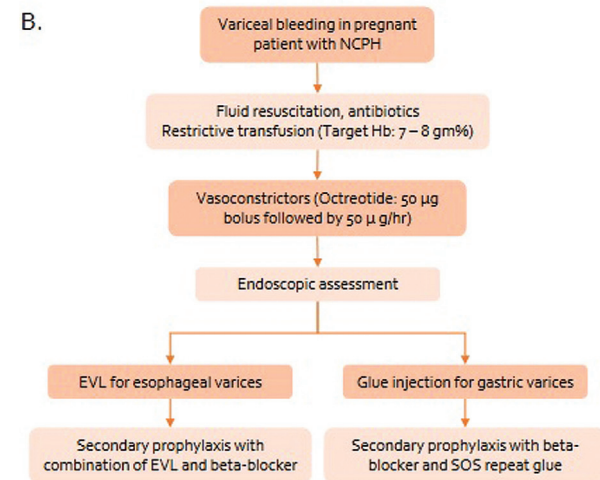 B.
Variceal bleeding in pregnant
patient with NCPH
Fluid resuscitation, antibiotics
Restrictive transfusion (Target Hb: 7 – 8 gm%)
Vasoconstrictors (Octreotide: 50 µg
bolus followed by 50 µ g/hr)
Endoscopic assessment
EVL for esophageal varices
Glue injection for gastric varices
Secondary prophylaxis with
combination of EVL and beta-blocker
Secondary prophylaxis with beta-
blocker and SOS repeat glue